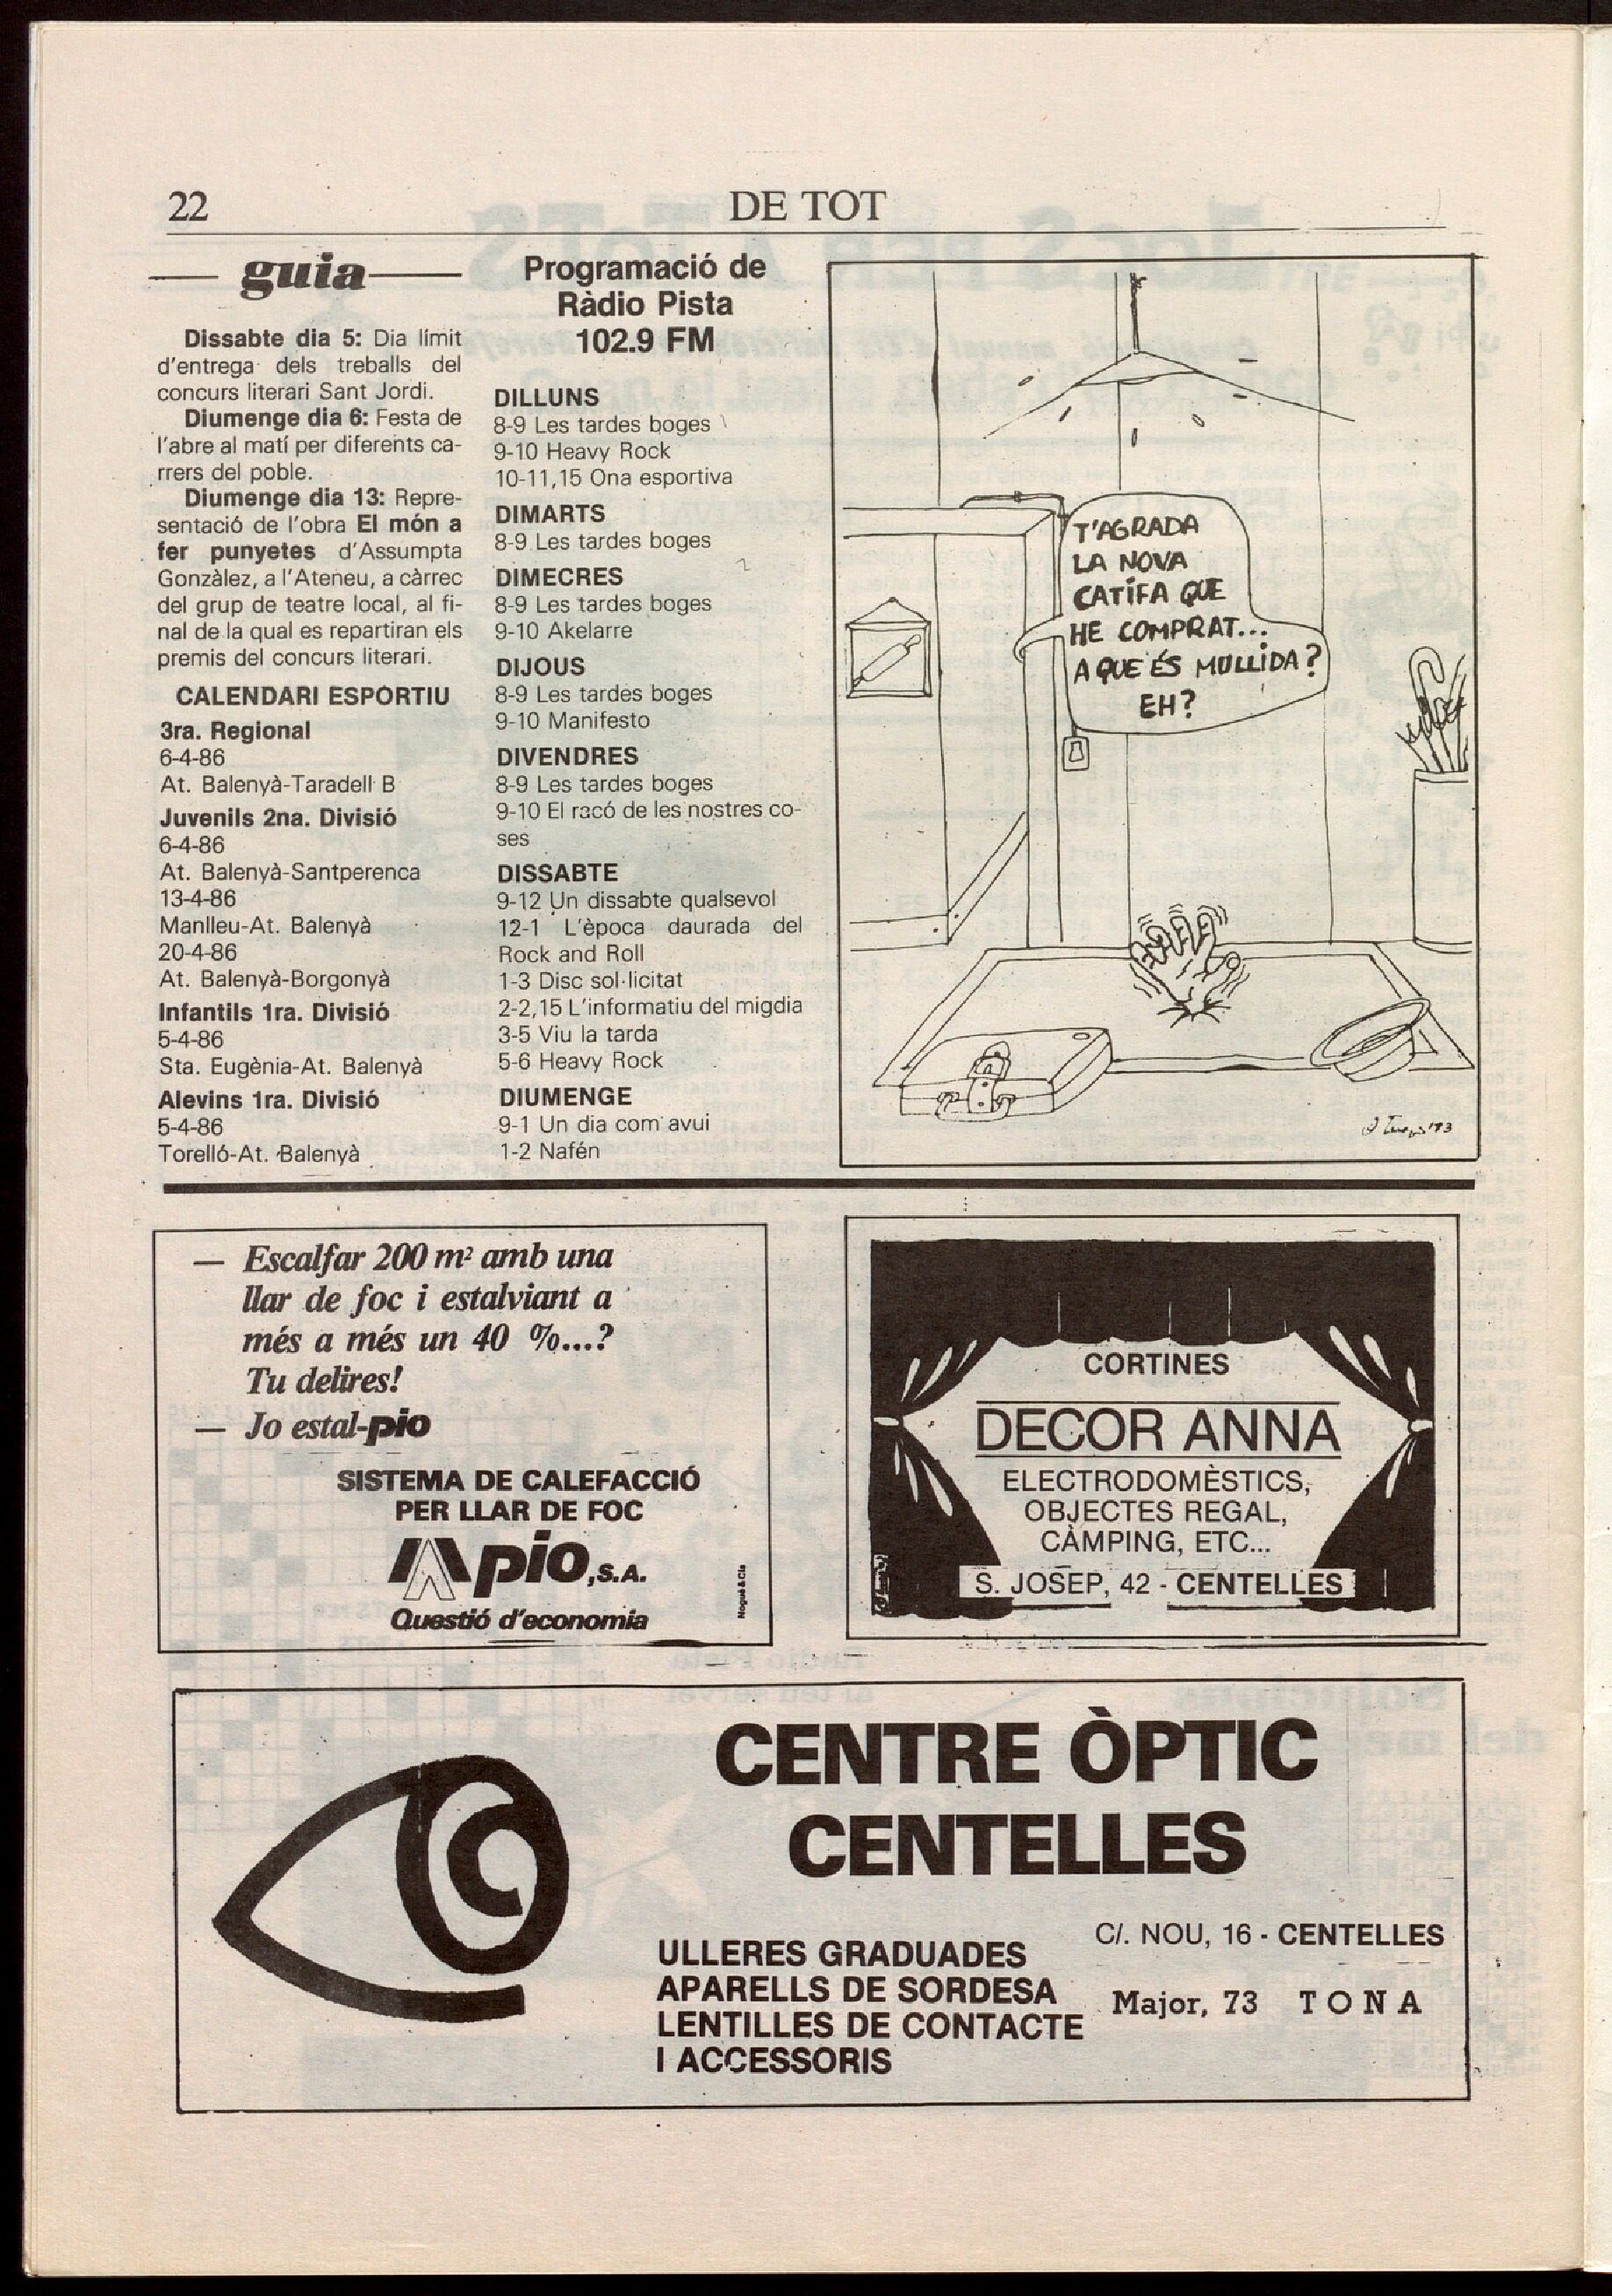 22
DE TOT
guia
Dissabte dia 5: Dia límit
d'entrega dels treballs del
concurs literari Sant Jordi.
Diumenge dia 6: Festa de
l'abre al matí per diferents ca-
rrers del poble.
Diumenge dia 13: Repre-
sentació de l'obra El món a
fer punyetes d'Assumpta
Gonzàlez, a l'Ateneu, a càrrec
del grup de teatre local, al fi-
nal de la qual es repartiran els
premis del concurs literari.
CALENDARI ESPORTIU
3ra. Regional
6-4-86
At. Balenyà-Taradell B
Juvenils 2na. Divisió
6-4-86
At. Balenyà-Santperenca
13-4-86
Manlleu-At. Balenyà
20-4-86
At. Balenyà-Borgonyà
Infantils 1ra. Divisió
5-4-86
Sta. Eugènia-At. Balenyà
Alevins 1ra. Divisió
5-4-86
Torelló-At. Balenyà
Programació de
Ràdio Pista
102.9 FM
DILLUNS
8-9 Les tardes boges
9-10 Heavy Rock
10-11,15 Ona esportiva
DIMARTS
8-9 Les tardes boges
DIMECRES
8-9 Les tardes boges
9-10 Akelarre
DIJOUS
8-9 Les tardes boges
9-10 Manifesto
DIVENDRES
8-9 Les tardes boges
9-10 El racó de les nostres co-
ses
DISSABTE
9-12 Un dissabte qualsevol
12-1 L'època daurada del
Rock and Roll
1-3 Disc sol·licitat
2-2,15 L'informatiu del migdia
3-5 Viu la tarda
5-6 Heavy Rock
DIUMENGE
9-1 Un dia com avui
1-2 Nafén
T'AGRADA
LA NOVA
CATÍFA QUE
HE COMPRAT...
A QUE ÉS MULLIDA?
EH?
— Escalfar 200 m² amb una
llar de foc i estalviant a
més a més un 40 %...?
Tu delires!
— Jo estal-pio
SISTEMA DE CALEFACCIÓ
PER LLAR DE FOC
pio,S.A.
Questió d'economia
Nogué & Cia
CORTINES
DECOR ANNA
ELECTRODOMÈSTICS,
OBJECTES REGAL,
CÀMPING, ETC...
S. JOSEP, 42 - CENTELLES
CENTRE ÒPTIC
CENTELLES
ULLERES GRADUADES
APARELLS DE SORDESA
LENTILLES DE CONTACTE
I ACCESSORIS
C/. NOU, 16 - CENTELLES
Major, 73 TONA